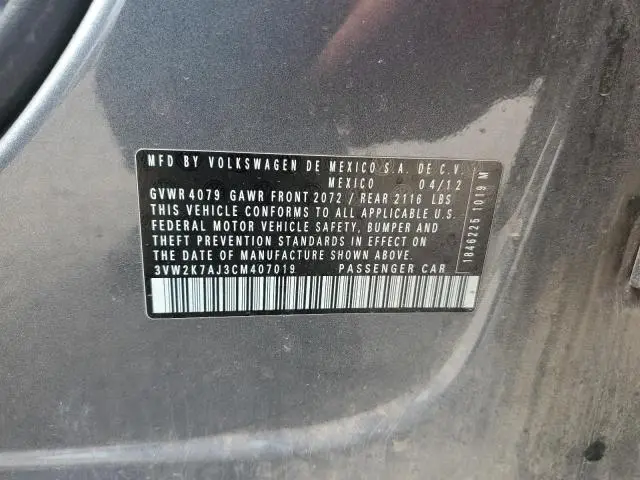 MFD BY VOLKSWAGEN DE MEXICO S.A. DE C.V.
MEXICO 04/12
GVWR 4079 GAWR FRONT 2072 / REAR 2116 LBS
THIS VEHICLE CONFORMS TO ALL APPLICABLE U.S.
FEDERAL MOTOR VEHICLE SAFETY, BUMPER AND
THEFT PREVENTION STANDARDS IN EFFECT ON
THE DATE OF MANUFACTURE SHOWN ABOVE.
3VW2K7AJ3CM407019 PASSENGER CAR
1846226 1019 M